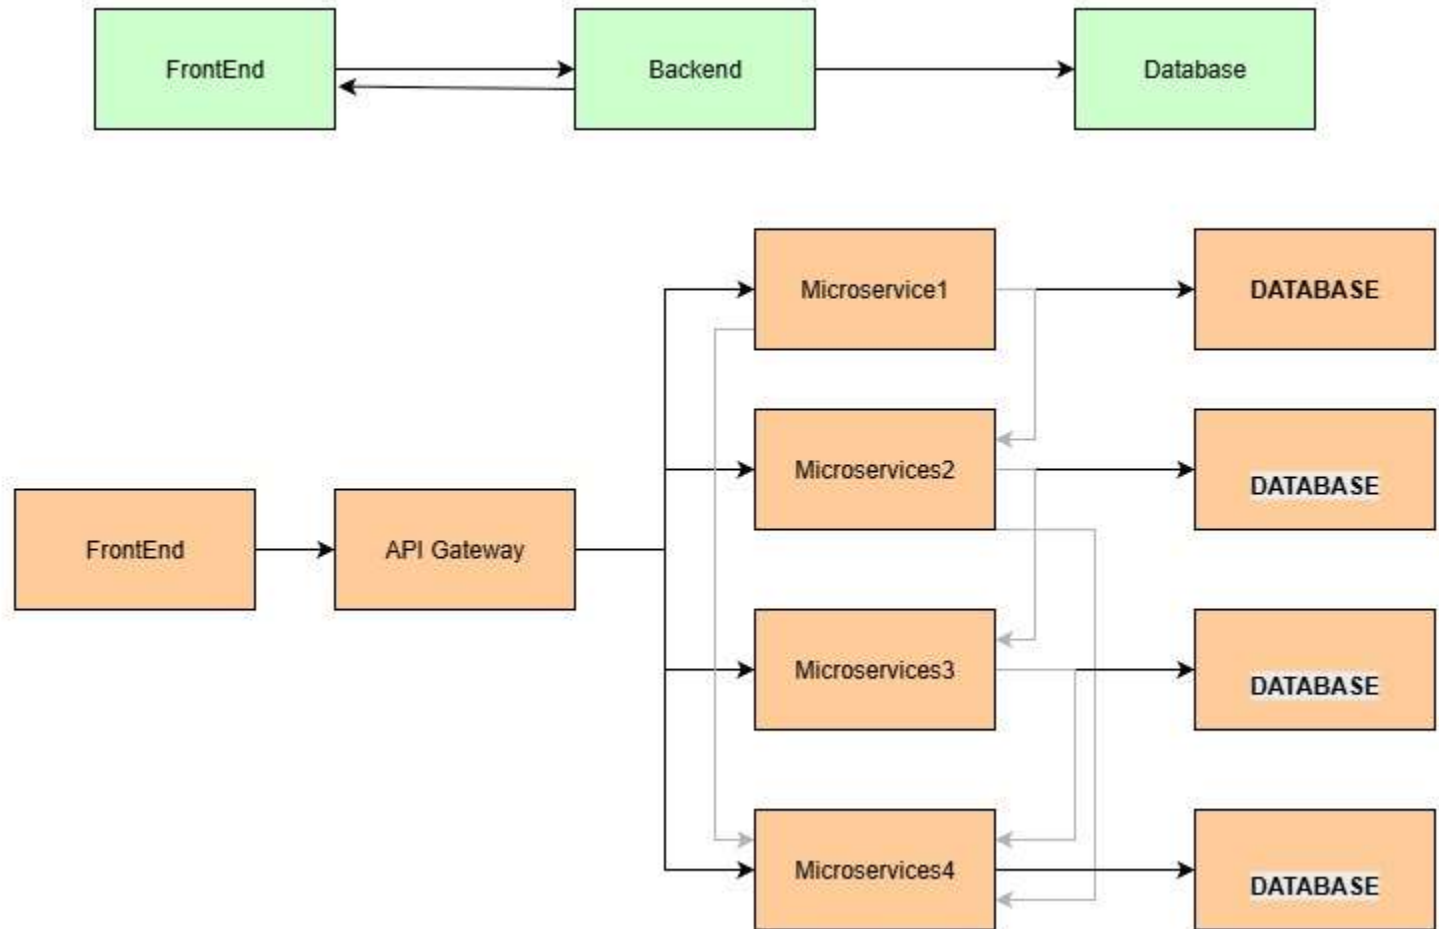 FrontEnd
Backend
Database
Microservice1
DATABASE
Microservices2
DATABASE
FrontEnd
API Gateway
Microservices3
DATABASE
Microservices4
DATABASE